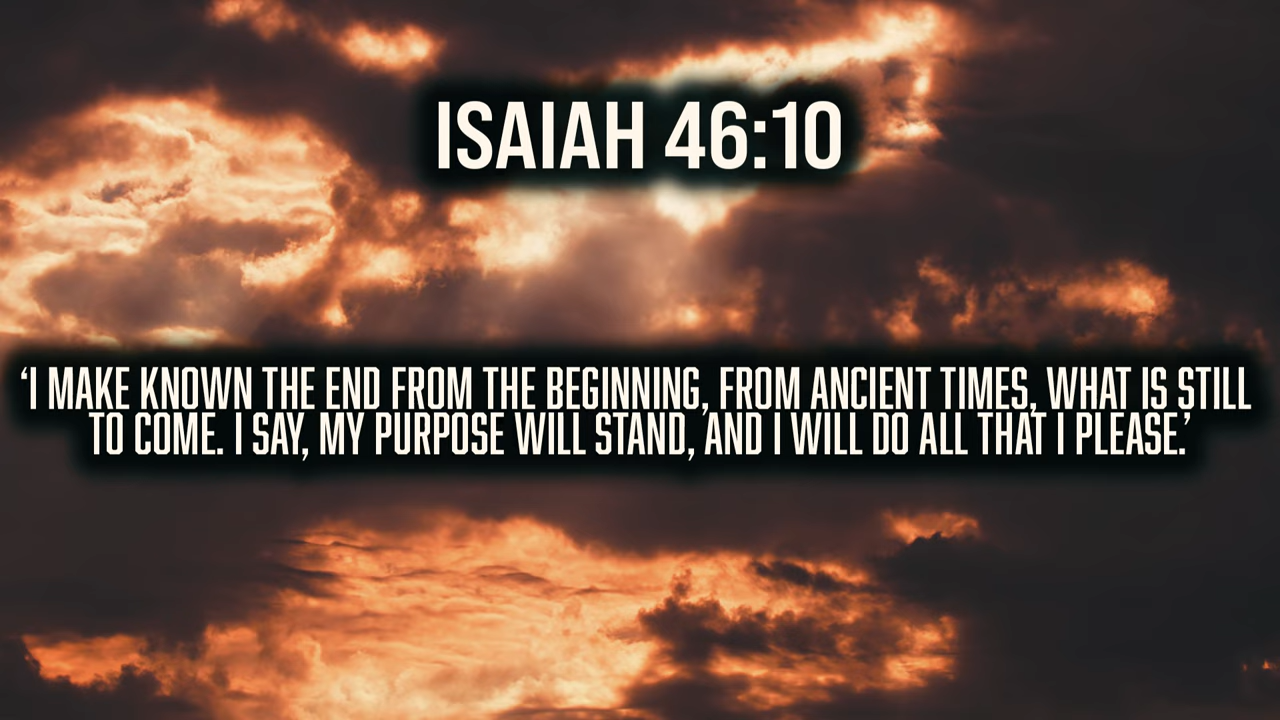 ISAIAH 46:10
‘I MAKE KNOWN THE END FROM THE BEGINNING, FROM ANCIENT TIMES, WHAT IS STILL
TO COME. I SAY, MY PURPOSE WILL STAND, AND I WILL DO ALL THAT I PLEASE.’